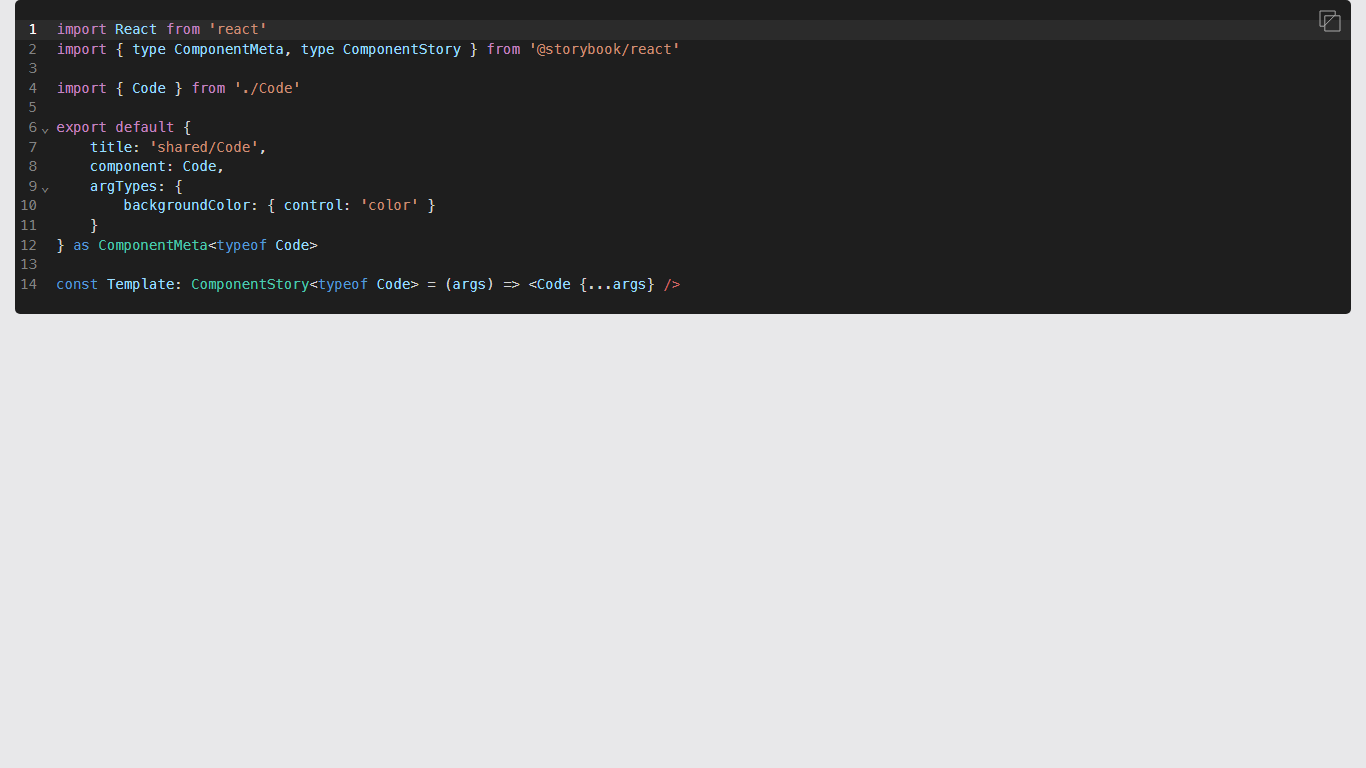 1 import React from 'react'
2 import { type ComponentMeta, type ComponentStory } from '@storybook/react'
3
4 import { Code } from './Code'
5
6 export default {
7     title: 'shared/Code',
8     component: Code,
9     argTypes: {
10         backgroundColor: { control: 'color' }
11     }
12 } as ComponentMeta<typeof Code>
13
14 const Template: ComponentStory<typeof Code> = (args) => <Code {...args} />